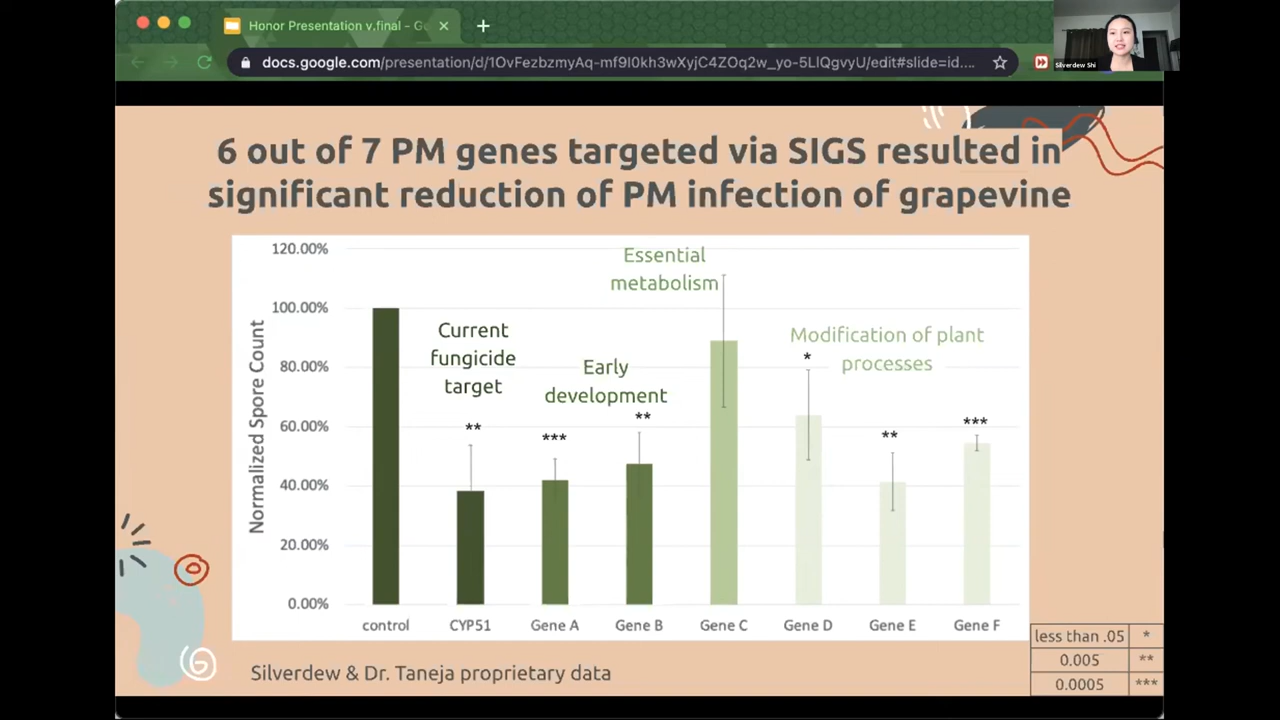 Honor Presentation v.final - Go
docs.google.com/presentation/d/1OvFezbzmyAq-mf9I0kh3wXyjC4ZOq2w_yo-5LIQgvyU/edit#slide=id....
Silverdew Shi
6 out of 7 PM genes targeted via SIGS resulted in
significant reduction of PM infection of grapevine
Normalized Spore Count
120.00%
100.00%
80.00%
60.00%
40.00%
20.00%
0.00%
Current
fungicide
target
**
Early
development
***
**
Essential
metabolism
Modification of plant
processes
*
**
***
control CYP51 Gene A Gene B Gene C Gene D Gene E Gene F
less than .05 *
0.005 **
0.0005 ***
Silverdew & Dr. Taneja proprietary data